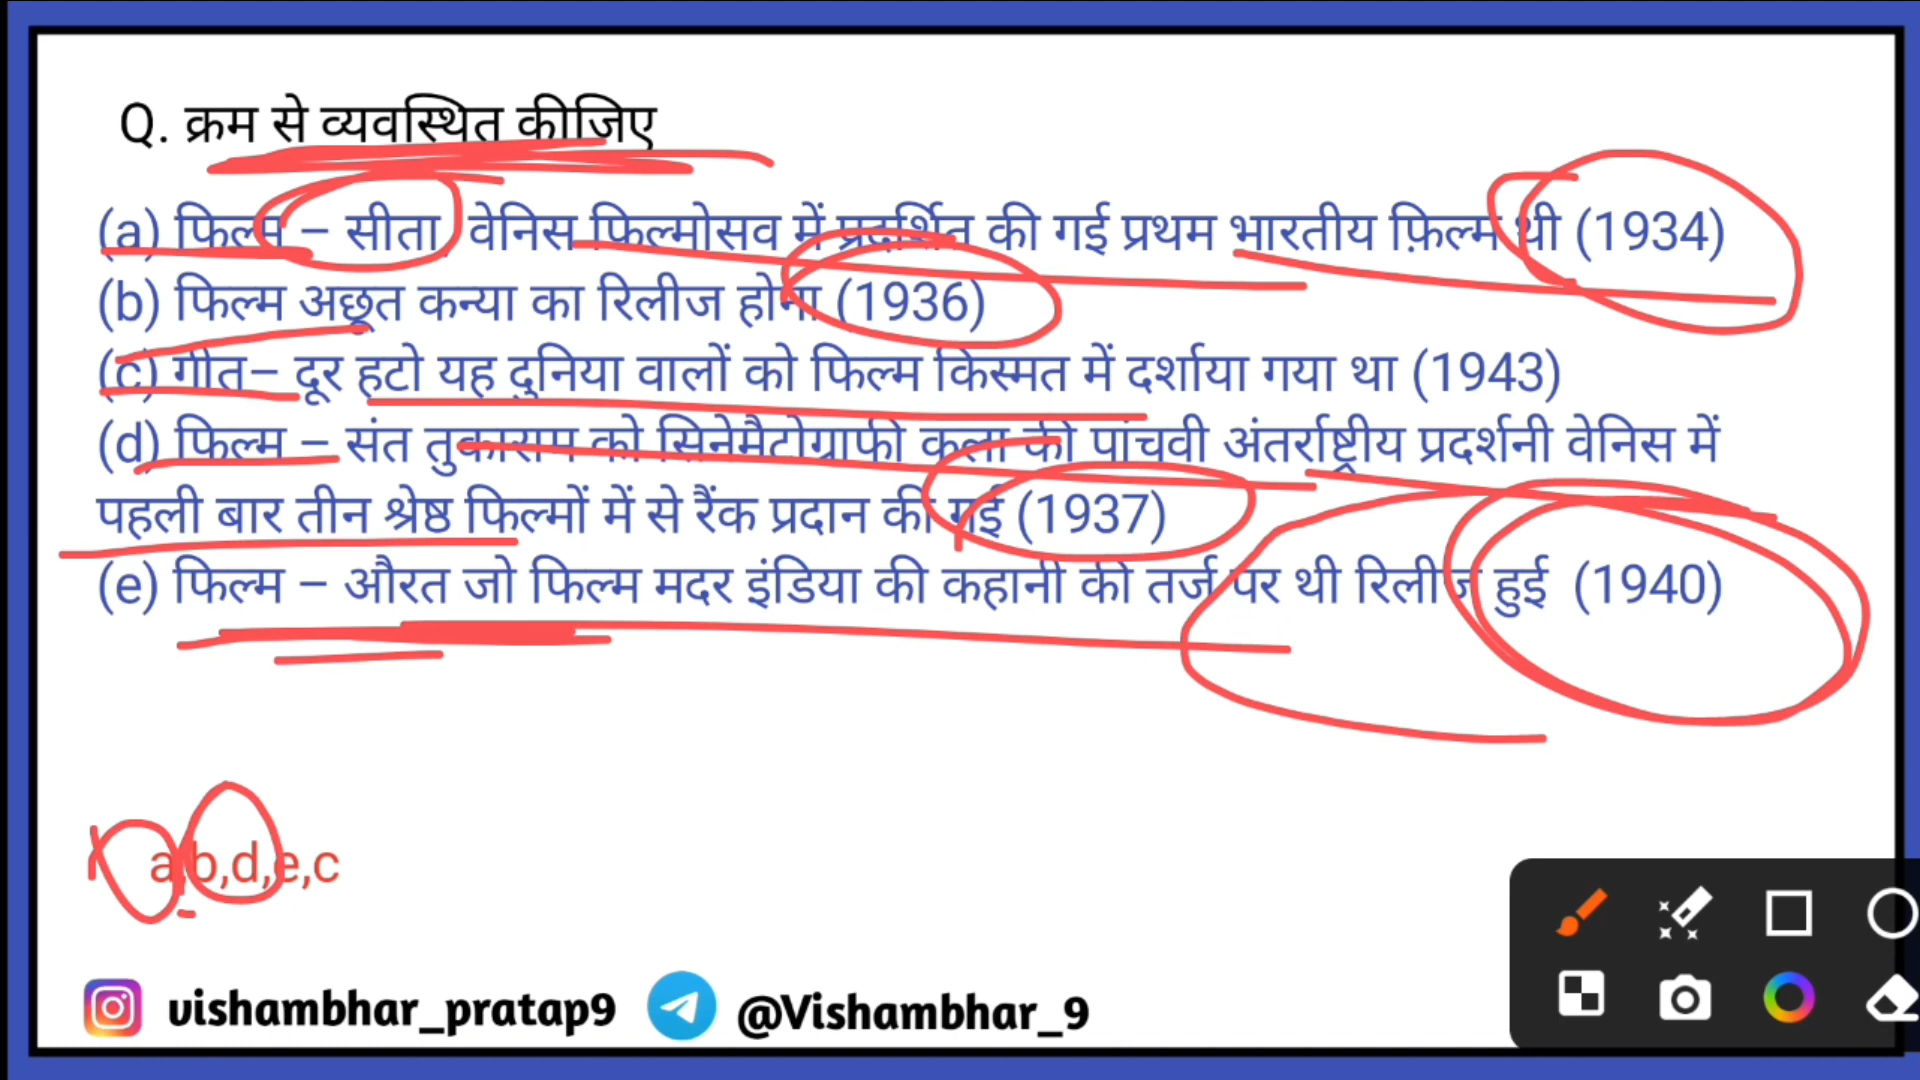 Q. क्रम से व्यवस्थित कीजिए
(a) फिल्म – सीता  वेनिस फिल्मोसव में प्रदर्शित की गई प्रथम भारतीय फ़िल्म थी (1934)
(b) फिल्म अछूत कन्या का रिलीज होना (1936)
(c) गीत– दूर हटो यह दुनिया वालों को फिल्म किस्मत में दर्शाया गया था (1943)
(d) फिल्म – संत तुकाराम को सिनेमैटोग्राफी कला की पांचवी अंतर्राष्ट्रीय प्रदर्शनी वेनिस में
पहली बार तीन श्रेष्ठ फिल्मों में से रैंक प्रदान की गई (1937)
(e) फिल्म – औरत जो फिल्म मदर इंडिया की कहानी की तर्ज पर थी रिलीज हुई  (1940)
a,b,d,e,c
vishambhar_pratap9 @Vishambhar_9